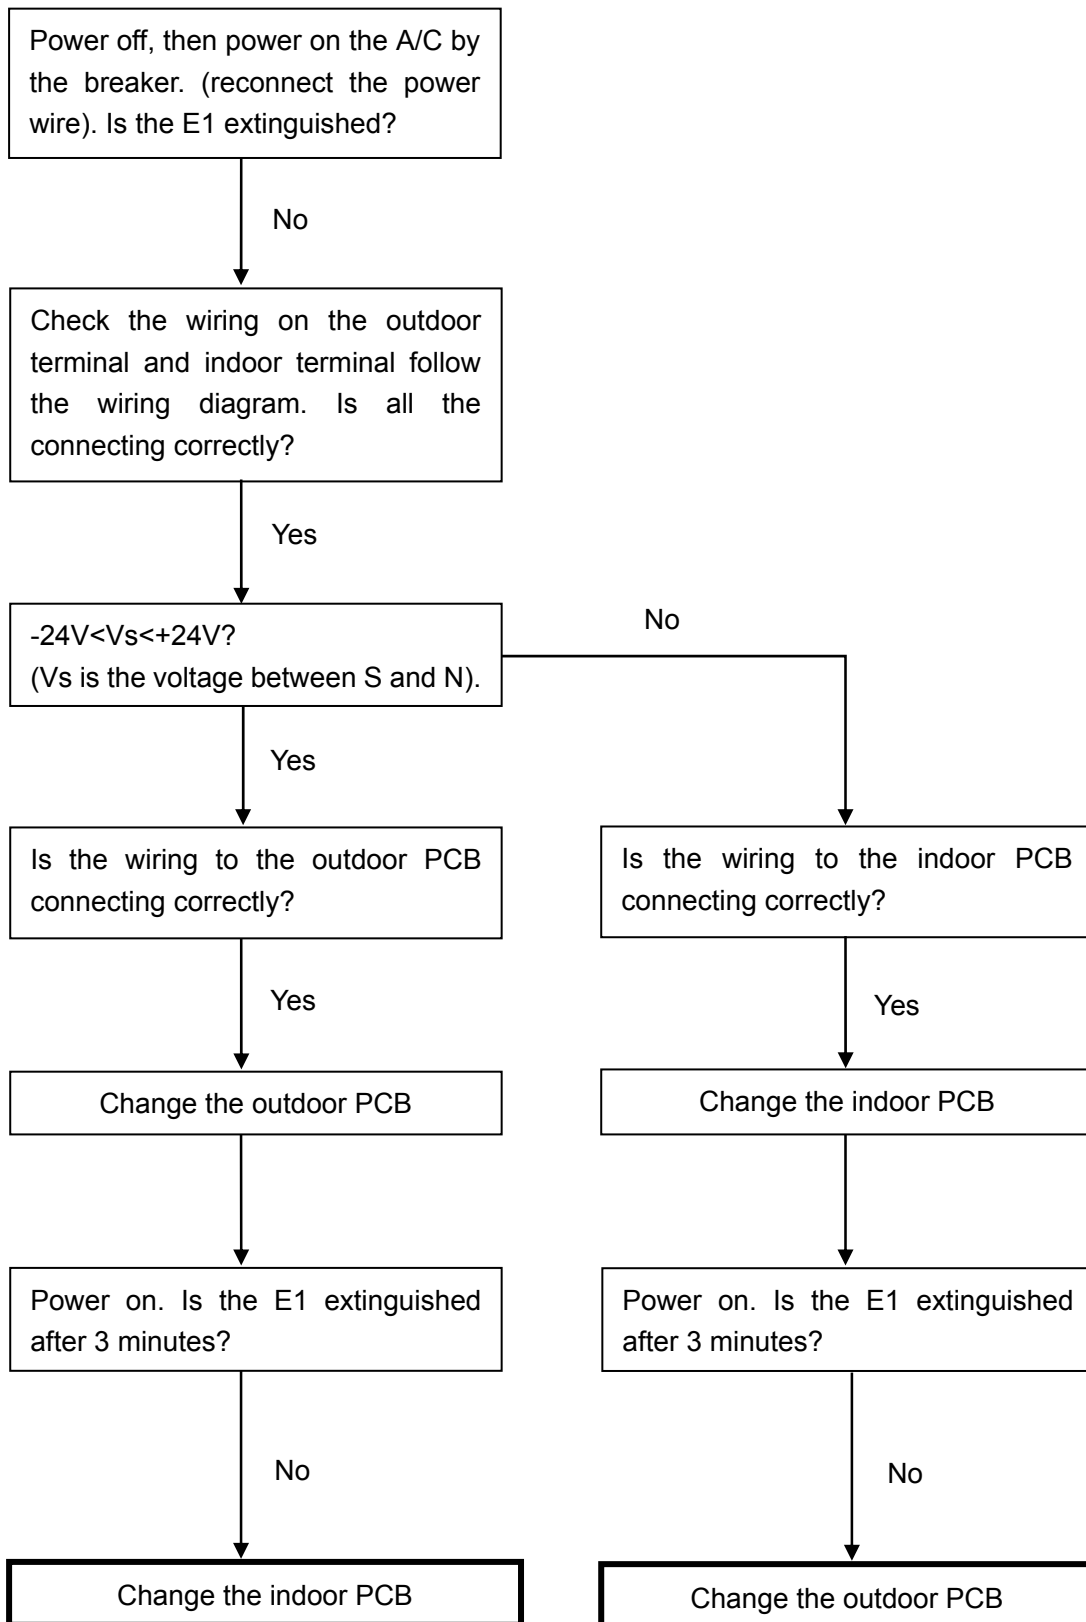 Power off, then power on the A/C by
the breaker. (reconnect the power
wire). Is the E1 extinguished?
No
Check the wiring on the outdoor
terminal and indoor terminal follow
the wiring diagram. Is all the
connecting correctly?
Yes
-24V<Vs<+24V?
(Vs is the voltage between S and N).
No
Yes
Is the wiring to the outdoor PCB
connecting correctly?
Is the wiring to the indoor PCB
connecting correctly?
Yes
Yes
Change the outdoor PCB
Change the indoor PCB
Power on. Is the E1 extinguished
after 3 minutes?
Power on. Is the E1 extinguished
after 3 minutes?
No
No
Change the indoor PCB
Change the outdoor PCB